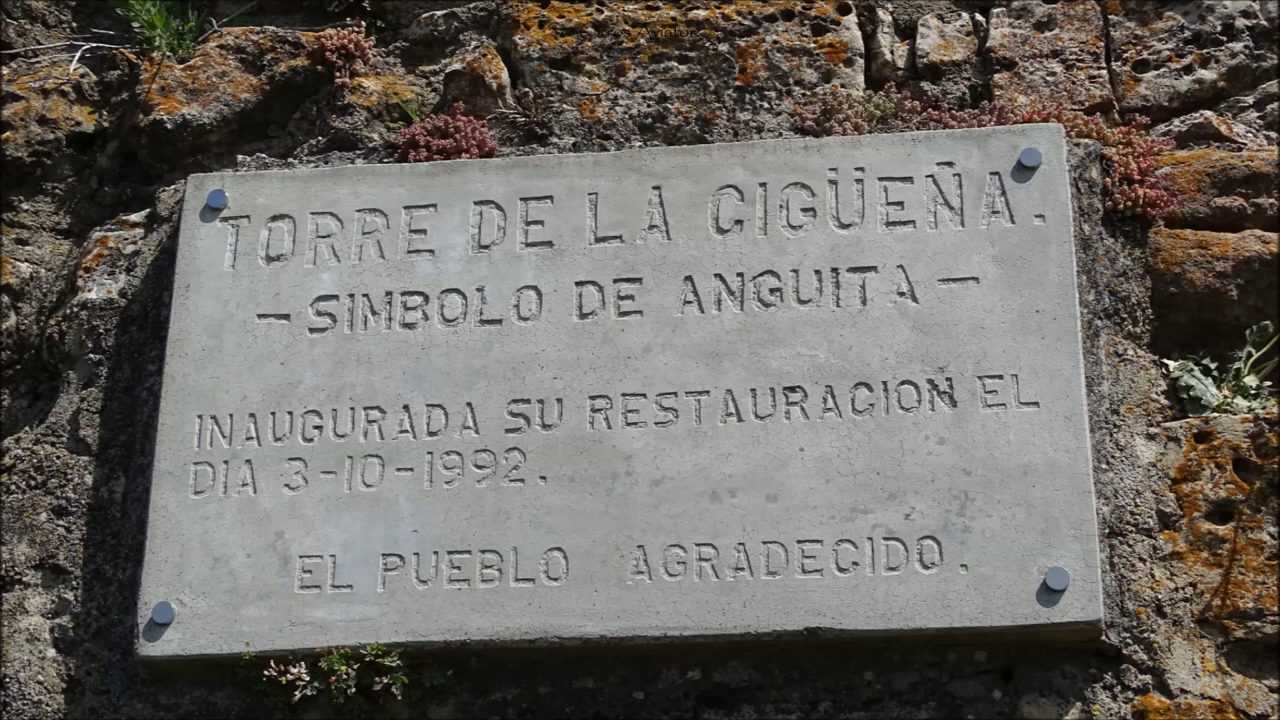 TORRE DE LA CIGÜEÑA.
—SIMBOLO DE ANGUITA—
INAUGURADA SU RESTAURACION EL
DIA 3-10-1992.
EL PUEBLO AGRADECIDO.